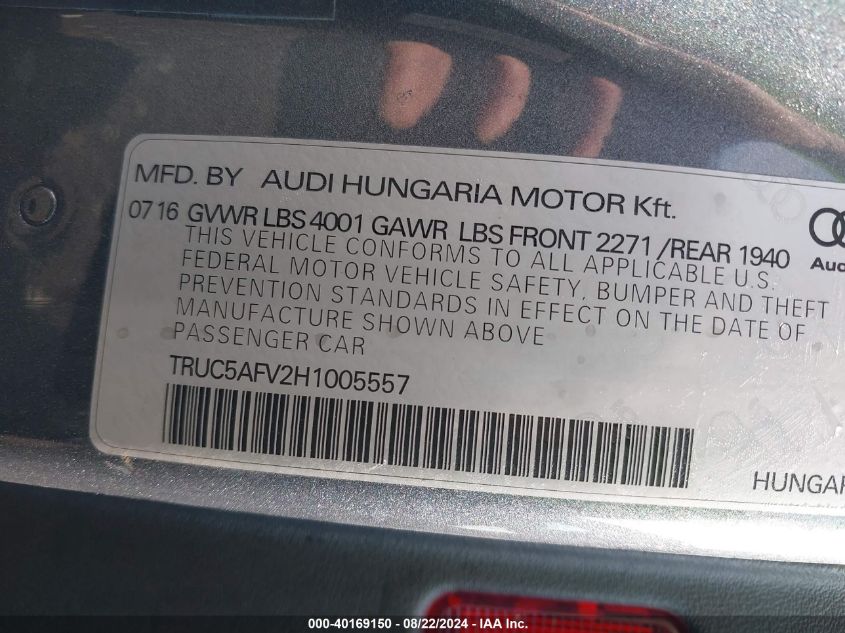 MFD. BY AUDI HUNGARIA MOTOR Kft.
0716 GVWR LBS 4001 GAWR LBS FRONT 2271 /REAR 1940
THIS VEHICLE CONFORMS TO ALL APPLICABLE U.S.
FEDERAL MOTOR VEHICLE SAFETY, BUMPER AND THEFT
PREVENTION STANDARDS IN EFFECT ON THE DATE OF
MANUFACTURE SHOWN ABOVE
PASSENGER CAR
TRUC5AFV2H1005557
000-40169150 - 08/22/2024 - IAA Inc.